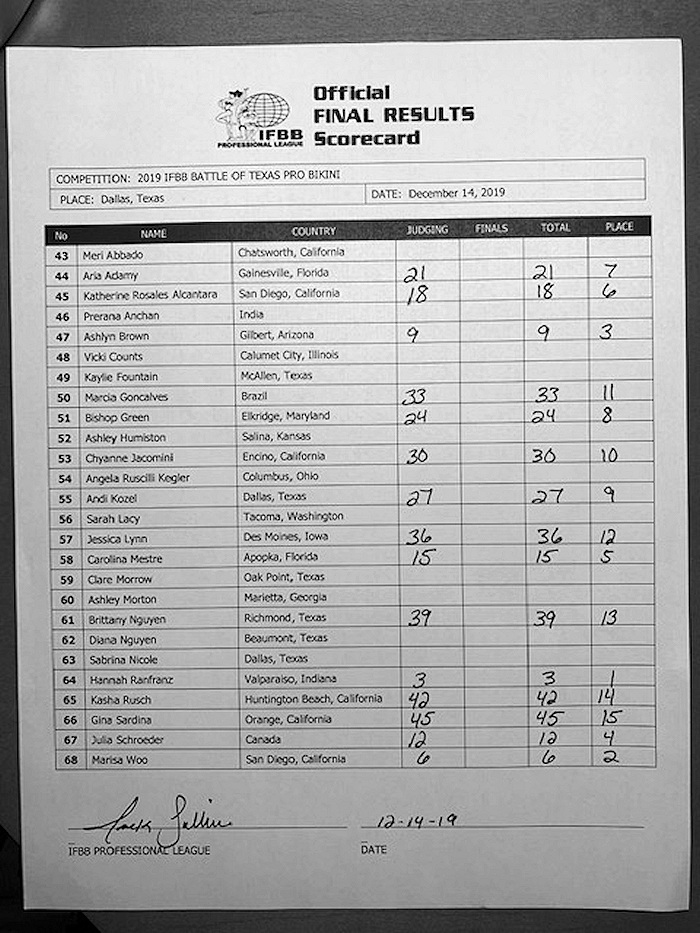 Official
FINAL RESULTS
Scorecard
IFBB
PROFESSIONAL LEAGUE
COMPETITION: 2019 IFBB BATTLE OF TEXAS PRO BIKINI
PLACE: Dallas, Texas DATE: December 14, 2019
No NAME COUNTRY JUDGING FINALS TOTAL PLACE
43 Meri Abbado Chatsworth, California
44 Aria Adamy Gainesville, Florida 21 21 7
45 Katherine Rosales Alcantara San Diego, California 18 18 6
46 Prerana Anchan India
47 Ashlyn Brown Gilbert, Arizona 9 9 3
48 Vicki Counts Calumet City, Illinois
49 Kaylie Fountain McAllen, Texas
50 Marcia Goncalves Brazil 33 33 11
51 Bishop Green Elkridge, Maryland 24 24 8
52 Ashley Humiston Salina, Kansas
53 Chyanne Jacomini Encino, California 30 30 10
54 Angela Ruscilli Kegler Columbus, Ohio
55 Andi Kozel Dallas, Texas 27 27 9
56 Sarah Lacy Tacoma, Washington
57 Jessica Lynn Des Moines, Iowa 36 36 12
58 Carolina Mestre Apopka, Florida 15 15 5
59 Clare Morrow Oak Point, Texas
60 Ashley Morton Marietta, Georgia
61 Brittany Nguyen Richmond, Texas 39 39 13
62 Diana Nguyen Beaumont, Texas
63 Sabrina Nicole Dallas, Texas
64 Hannah Ranfranz Valparaiso, Indiana 3 3 1
65 Kasha Rusch Huntington Beach, California 42 42 14
66 Gina Sardina Orange, California 45 45 15
67 Julia Schroeder Canada 12 12 4
68 Marisa Woo San Diego, California 6 6 2
12-14-19
IFBB PROFESSIONAL LEAGUE DATE